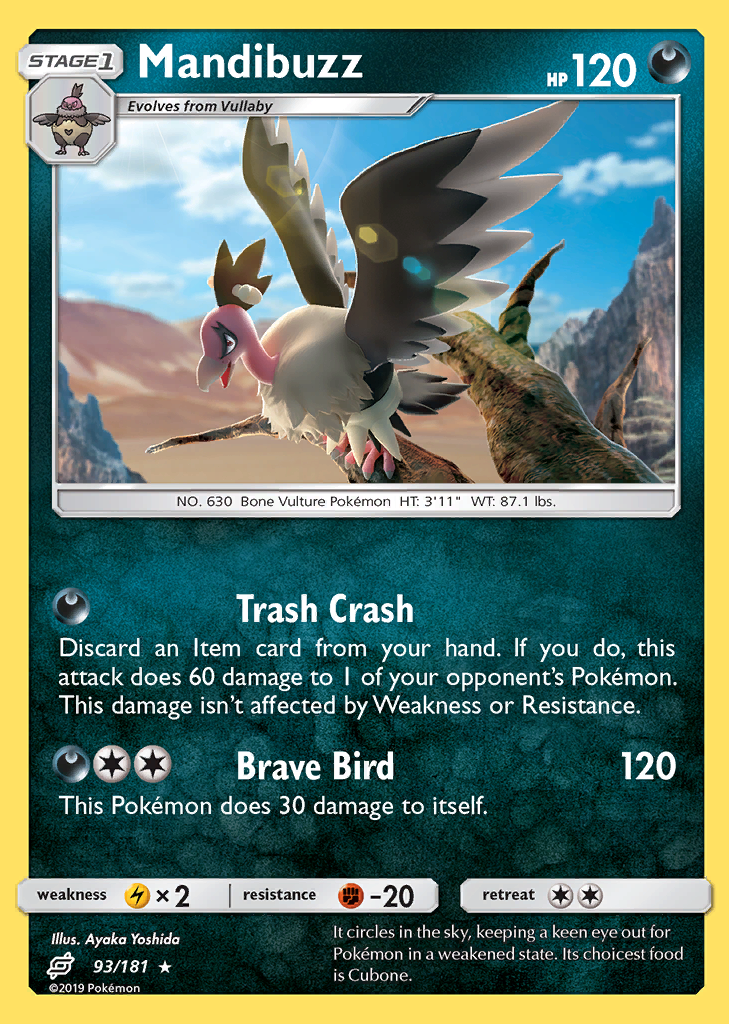 STAGE1
Mandibuzz
HP 120
Evolves from Vullaby
NO. 630 Bone Vulture Pokémon HT: 3'11" WT: 87.1 lbs.
Trash Crash
Discard an Item card from your hand. If you do, this
attack does 60 damage to 1 of your opponent's Pokémon.
This damage isn't affected by Weakness or Resistance.
Brave Bird 120
This Pokémon does 30 damage to itself.
weakness ×2 resistance -20 retreat
Illus. Ayaka Yoshida
93/181 ★
©2019 Pokémon
It circles in the sky, keeping a keen eye out for
Pokémon in a weakened state. Its choicest food
is Cubone.